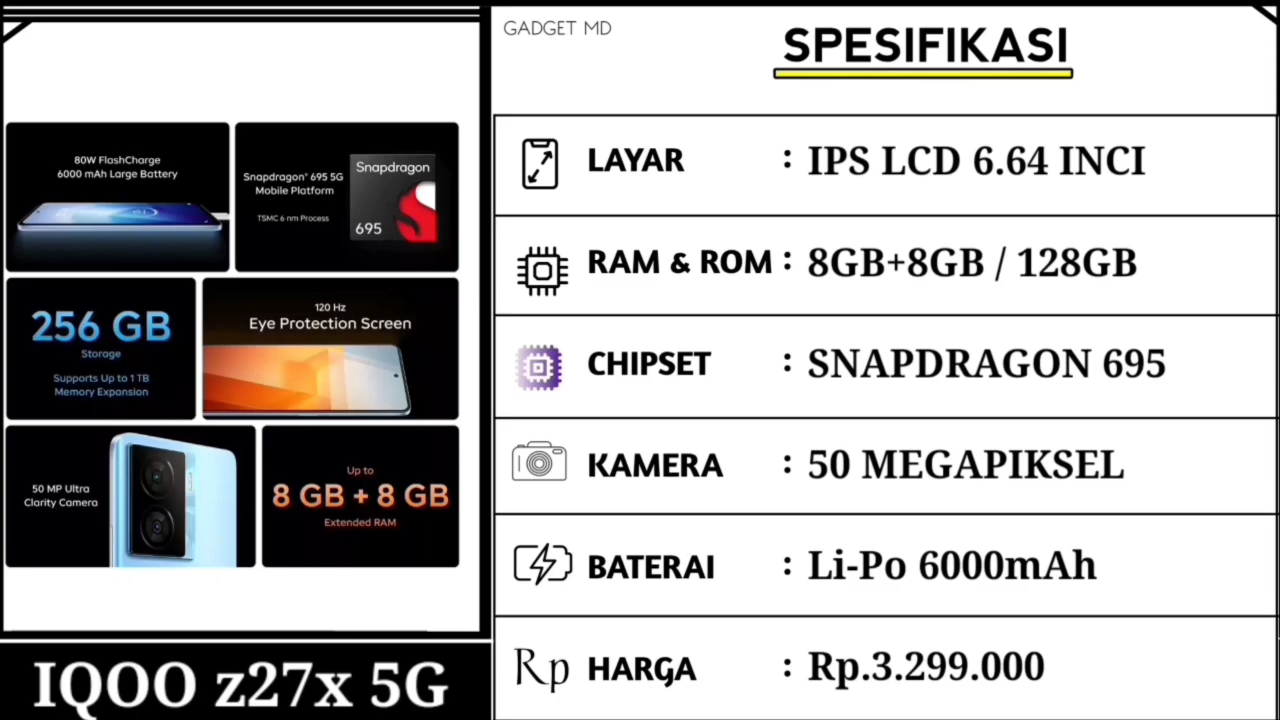 80W FlashCharge
6000 mAh Large Battery
Snapdragon® 695 5G
Mobile Platform
TSMC 6 nm Process
Snapdragon
695
256 GB
Storage
Supports Up to 1 TB
Memory Expansion
120 Hz
Eye Protection Screen
50 MP Ultra
Clarity Camera
Up to
8 GB + 8 GB
Extended RAM
IQOO z27x 5G
GADGET MD
SPESIFIKASI
LAYAR : IPS LCD 6.64 INCI
RAM & ROM : 8GB+8GB / 128GB
CHIPSET : SNAPDRAGON 695
KAMERA : 50 MEGAPIKSEL
BATERAI : Li-Po 6000mAh
Rp HARGA : Rp.3.299.000